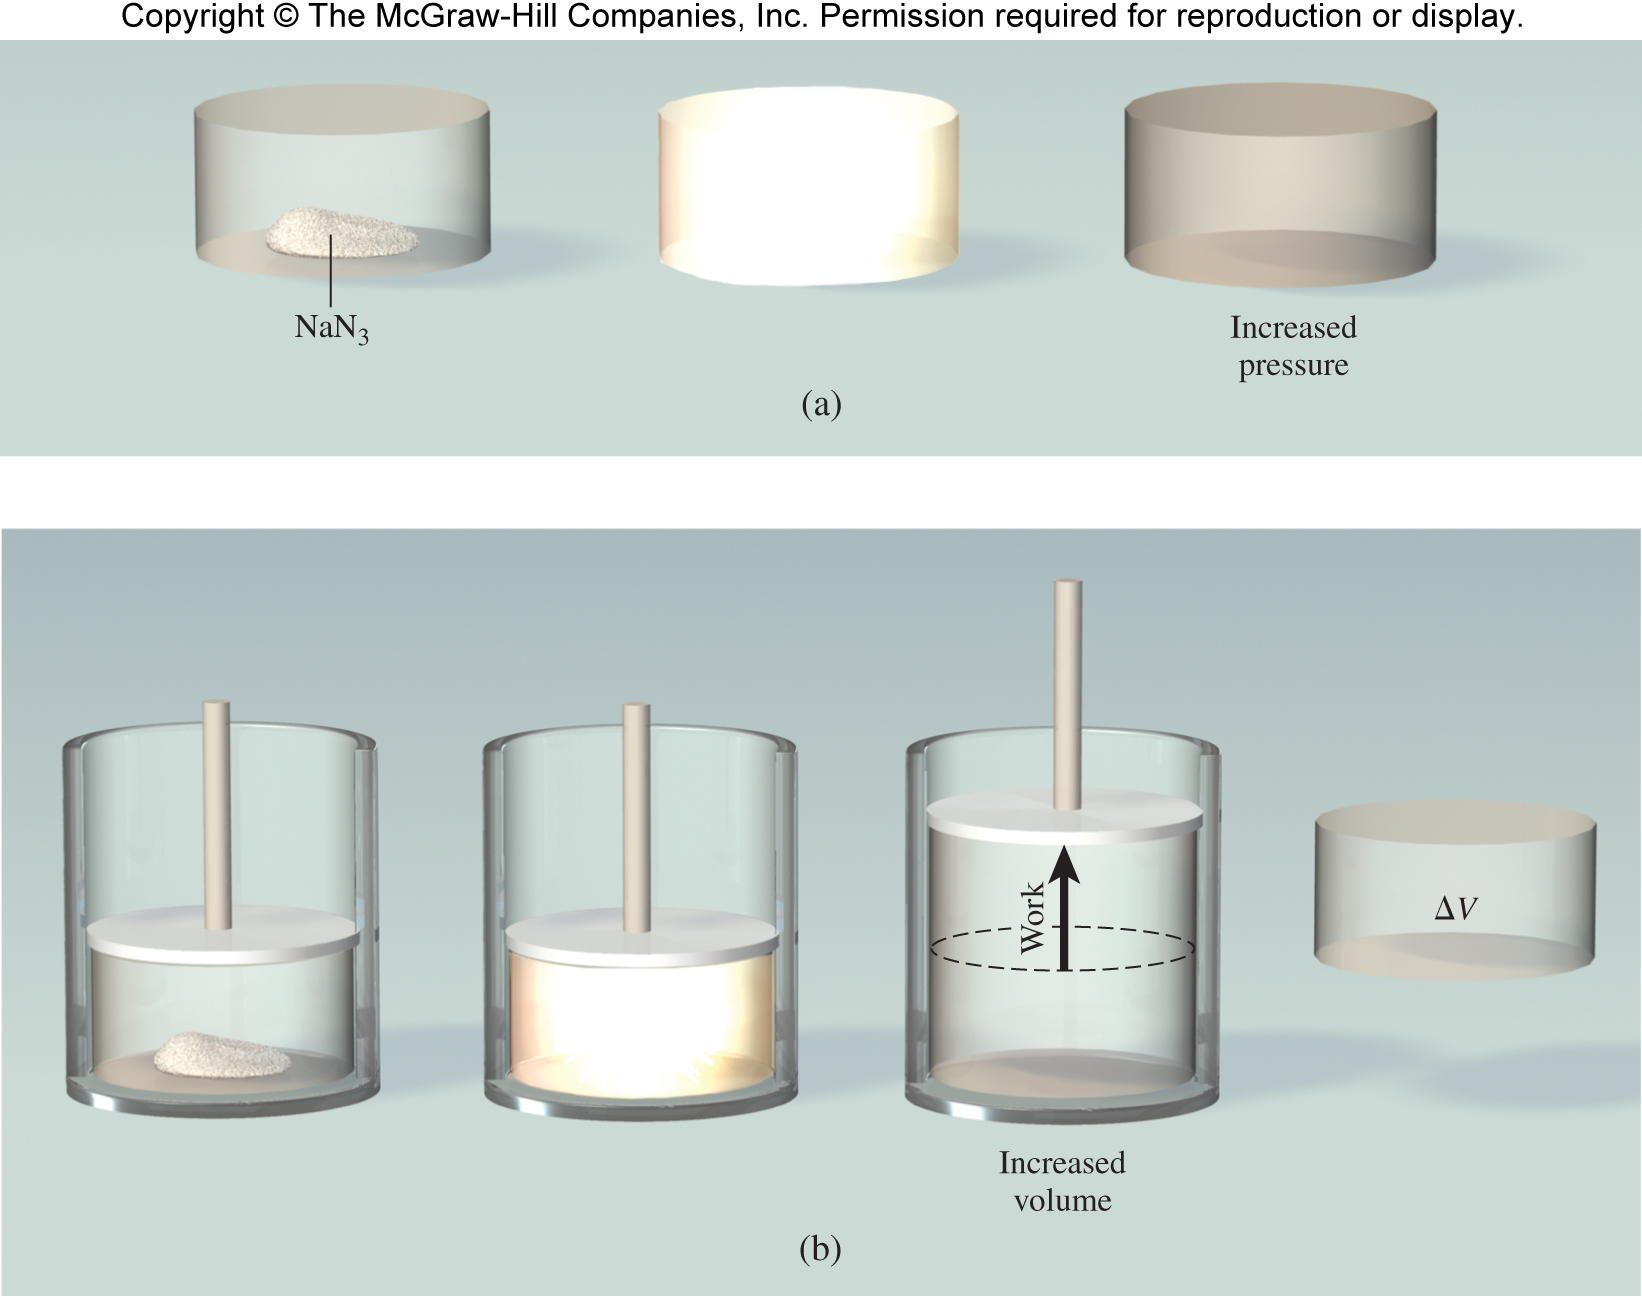 Copyright © The McGraw-Hill Companies, Inc. Permission required for reproduction or display.
NaN₃
Increased
pressure
(a)
Work
ΔV
Increased
volume
(b)